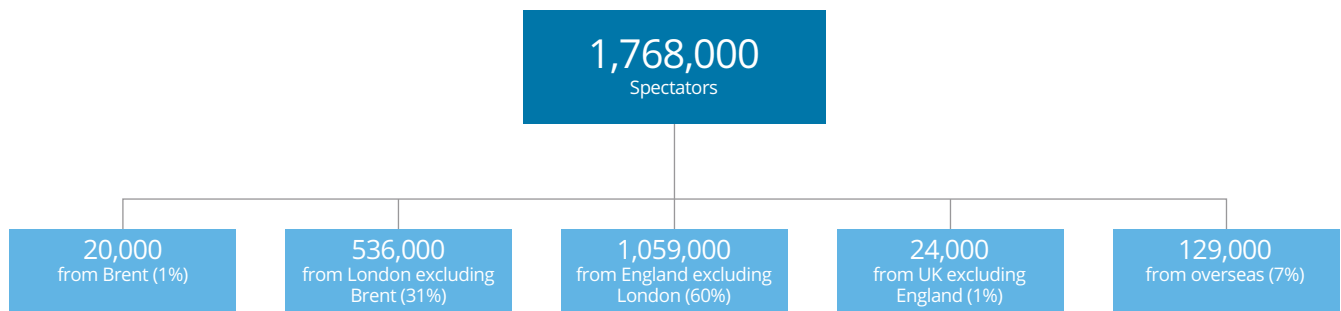 1,768,000
Spectators
20,000
from Brent (1%)
536,000
from London excluding
Brent (31%)
1,059,000
from England excluding
London (60%)
24,000
from UK excluding
England (1%)
129,000
from overseas (7%)